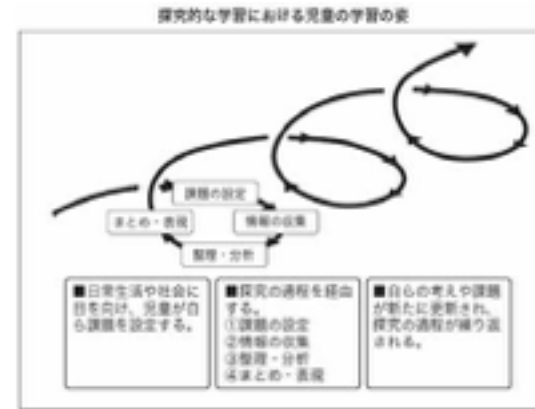 探究的な学習における児童の学習の姿
課題の設定
まとめ・表現
情報の収集
整理・分析
■日常生活や社会に
目を向け、児童が自
ら課題を設定する。
■探究の過程を経由
する。
①課題の設定
②情報の収集
③整理・分析
④まとめ・表現
■自らの考えや課題
が新たに更新され、
探究の過程が繰り返
される。